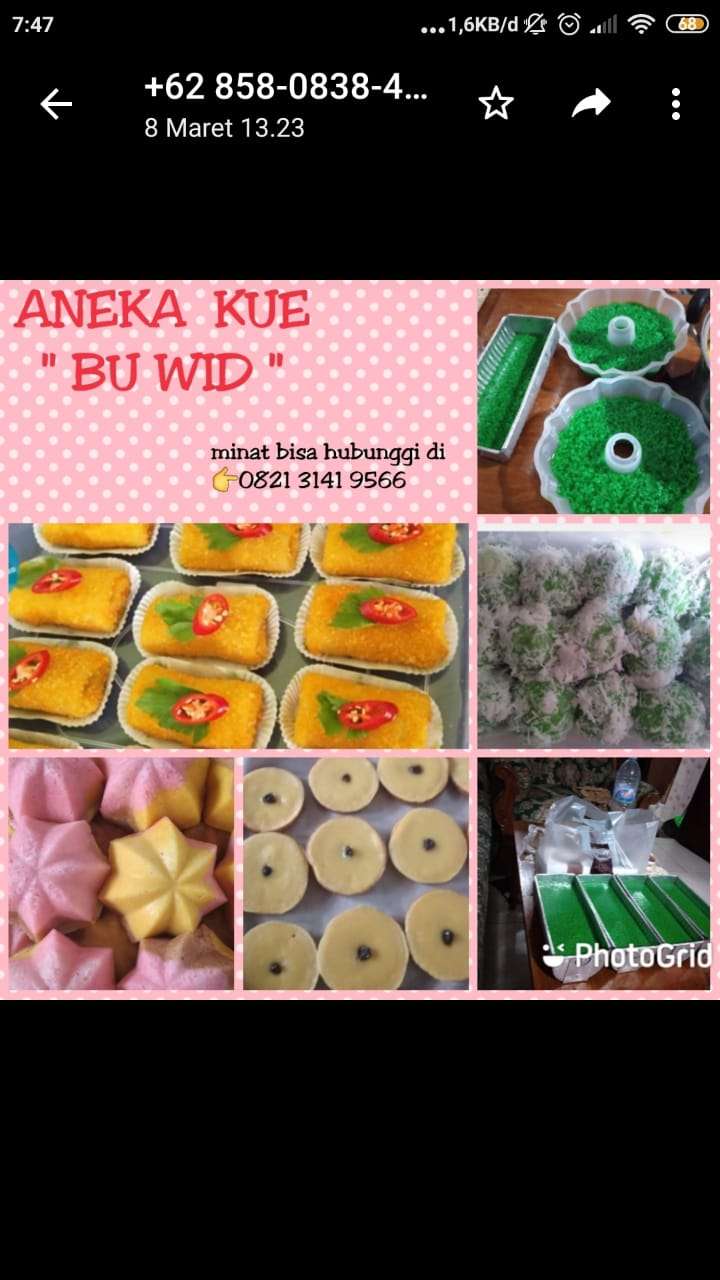 7:47
...1,6KB/d
68
+62 858-0838-4...
8 Maret 13.23
ANEKA KUE
" BU WID "
minat bisa hubunggi di
👉0821 3141 9566
PhotoGrid